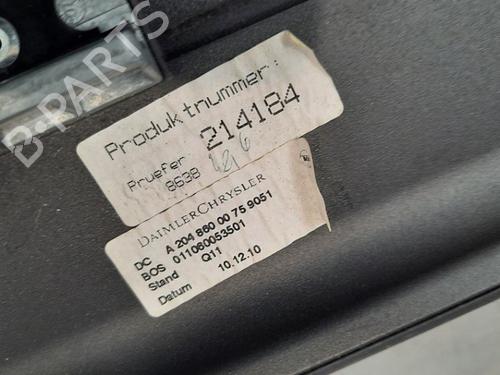 B-PARTS
Produktnummer:
214184
Pruefer
8638
DAIMLERCHRYSLER
DC A 204 860 00 75 9051
BOS 011060053501
Stand Q11
Datum 10.12.10